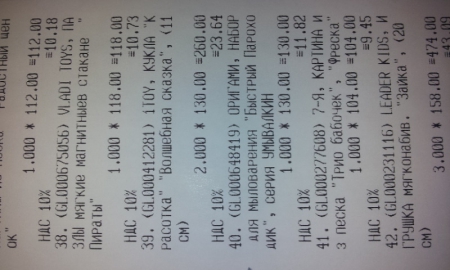 ок"
1.000 * 112.00 =112.00
НДС 10% =10.18
38. (GL000675056) VLADI TOYS, ПА
ЗЛЫ мягкие магнитные в стакане "
Пираты"
1.000 * 118.00 =118.00
НДС 10% =10.73
39. (GL000412281) 1TOY, КУКЛА "К
расотка" "Волшебная сказка", (11
см)
2.000 * 130.00 =260.00
НДС 10% =23.64
40. (GL000648419) ОРИГАМИ, НАБОР
для мыловарения "Быстрый Парохо
дик", серия УМЫВАЛКИН
1.000 * 130.00 =130.00
НДС 10% =11.82
41. (GL000277608) 7-Я, КАРТИНА И
З песка "Трио бабочек", "Фреска"
1.000 * 104.00 =104.00
НДС 10% =9.45
42. (GL000231116) LEADER KIDS, И
ГРУШКА мягконабив. "Зайка", (20
см)
3.000 * 158.00 =474.00